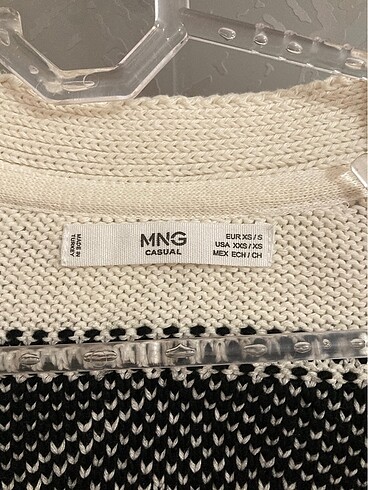 MADE IN
TURKEY
MNG
CASUAL
EUR XS / S
USA XXS / XS
MEX ECH / CH